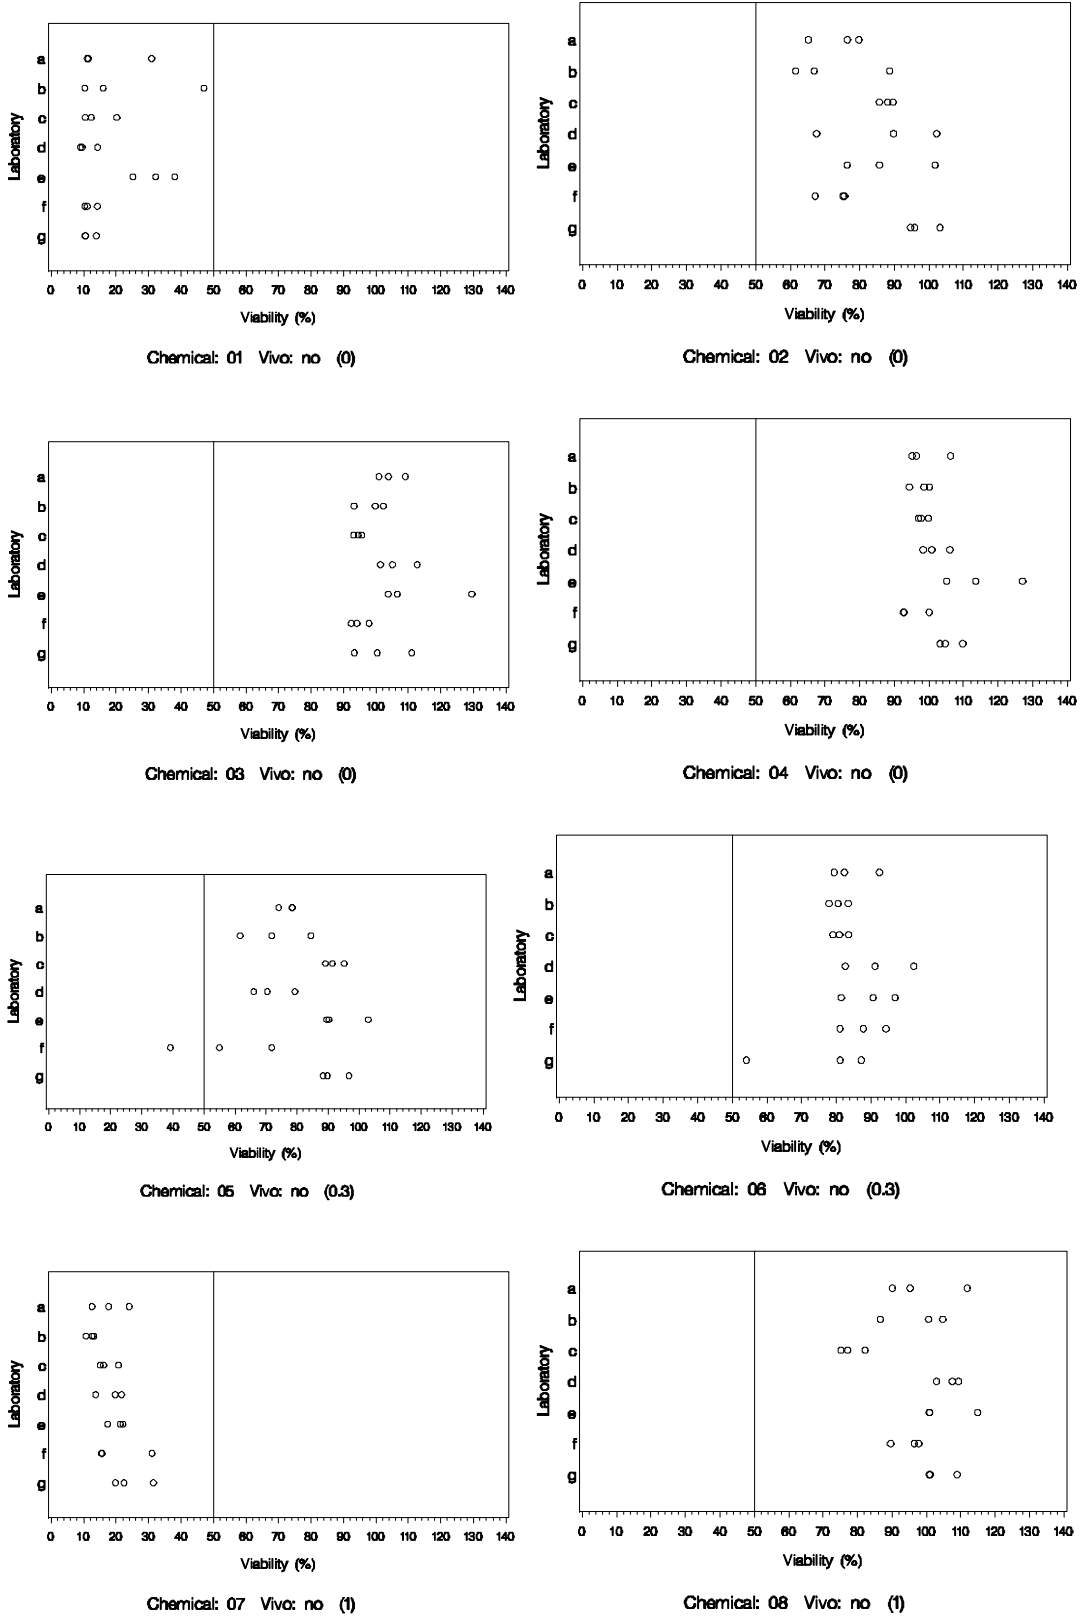 Laboratory
a
b
c
d
e
f
g
0 10 20 30 40 50 60 70 80 90 100 110 120 130 140
Viability (%)
Chemical: 01 Vivo: no (0)
Laboratory
a
b
c
d
e
f
g
0 10 20 30 40 50 60 70 80 90 100 110 120 130 140
Viability (%)
Chemical: 02 Vivo: no (0)
Laboratory
a
b
c
d
e
f
g
0 10 20 30 40 50 60 70 80 90 100 110 120 130 140
Viability (%)
Chemical: 03 Vivo: no (0)
Laboratory
a
b
c
d
e
f
g
0 10 20 30 40 50 60 70 80 90 100 110 120 130 140
Viability (%)
Chemical: 04 Vivo: no (0)
Laboratory
a
b
c
d
e
f
g
0 10 20 30 40 50 60 70 80 90 100 110 120 130 140
Viability (%)
Chemical: 05 Vivo: no (0.3)
Laboratory
a
b
c
d
e
f
g
0 10 20 30 40 50 60 70 80 90 100 110 120 130 140
Viability (%)
Chemical: 06 Vivo: no (0.3)
Laboratory
a
b
c
d
e
f
g
0 10 20 30 40 50 60 70 80 90 100 110 120 130 140
Viability (%)
Chemical: 07 Vivo: no (1)
Laboratory
a
b
c
d
e
f
g
0 10 20 30 40 50 60 70 80 90 100 110 120 130 140
Viability (%)
Chemical: 08 Vivo: no (1)